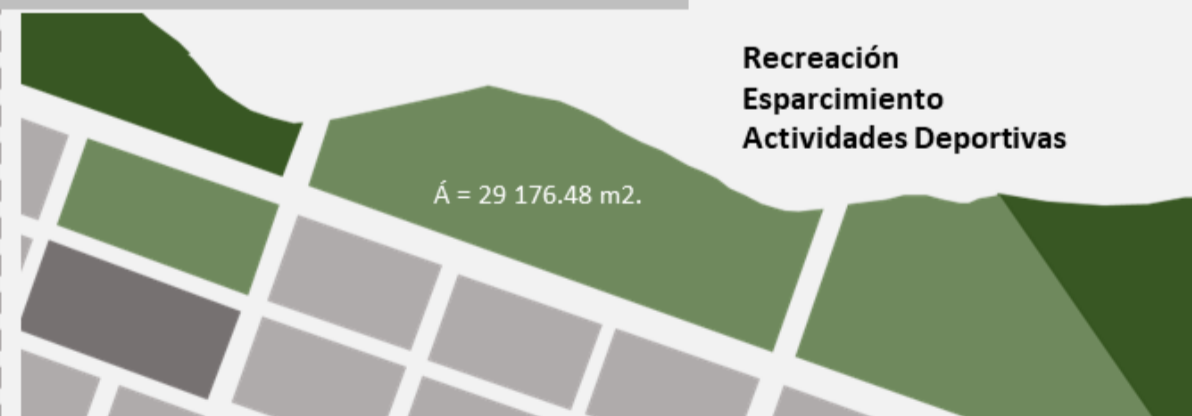 Recreación
Esparcimiento
Actividades Deportivas
Á = 29 176.48 m2.